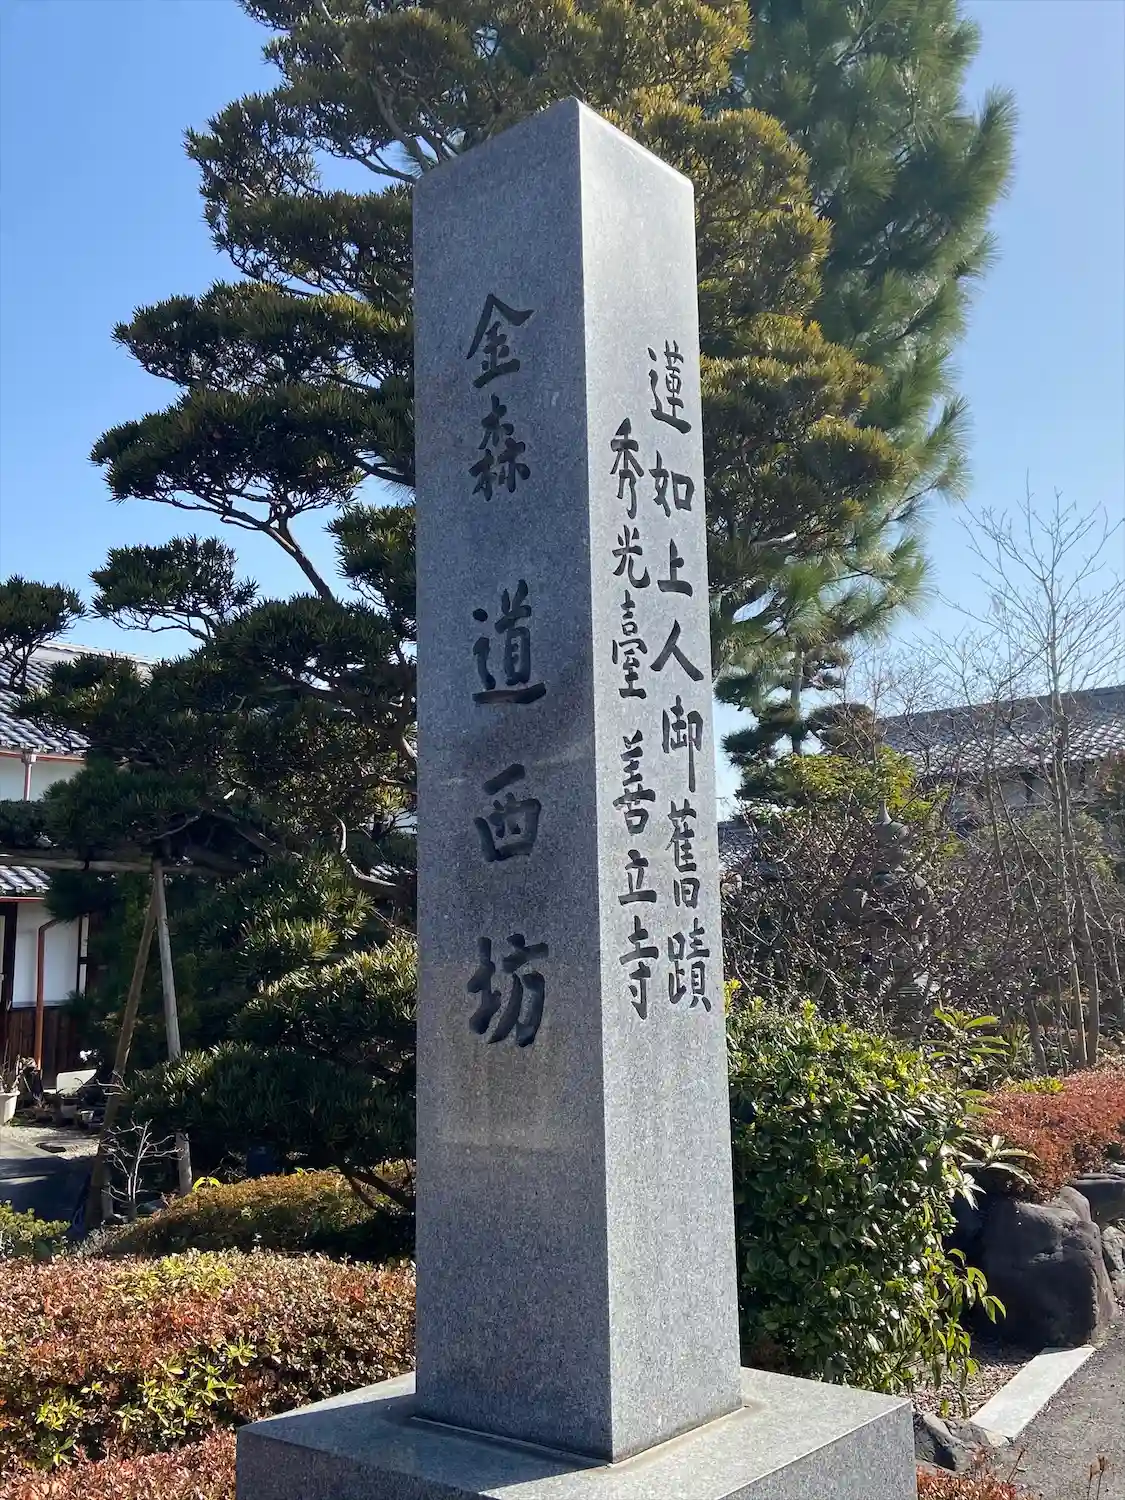 金森 道西坊
蓮如上人御舊蹟
秀光臺 善立寺